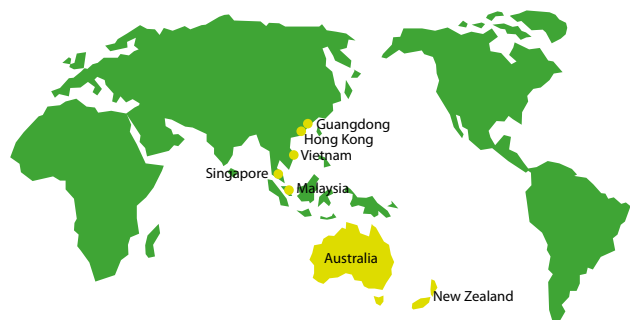 Guangdong
Hong Kong
Vietnam
Singapore
Malaysia
Australia
New Zealand